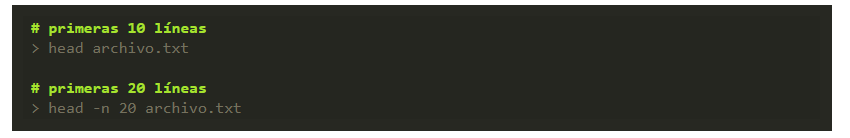 # primeras 10 líneas
> head archivo.txt
# primeras 20 líneas
> head -n 20 archivo.txt